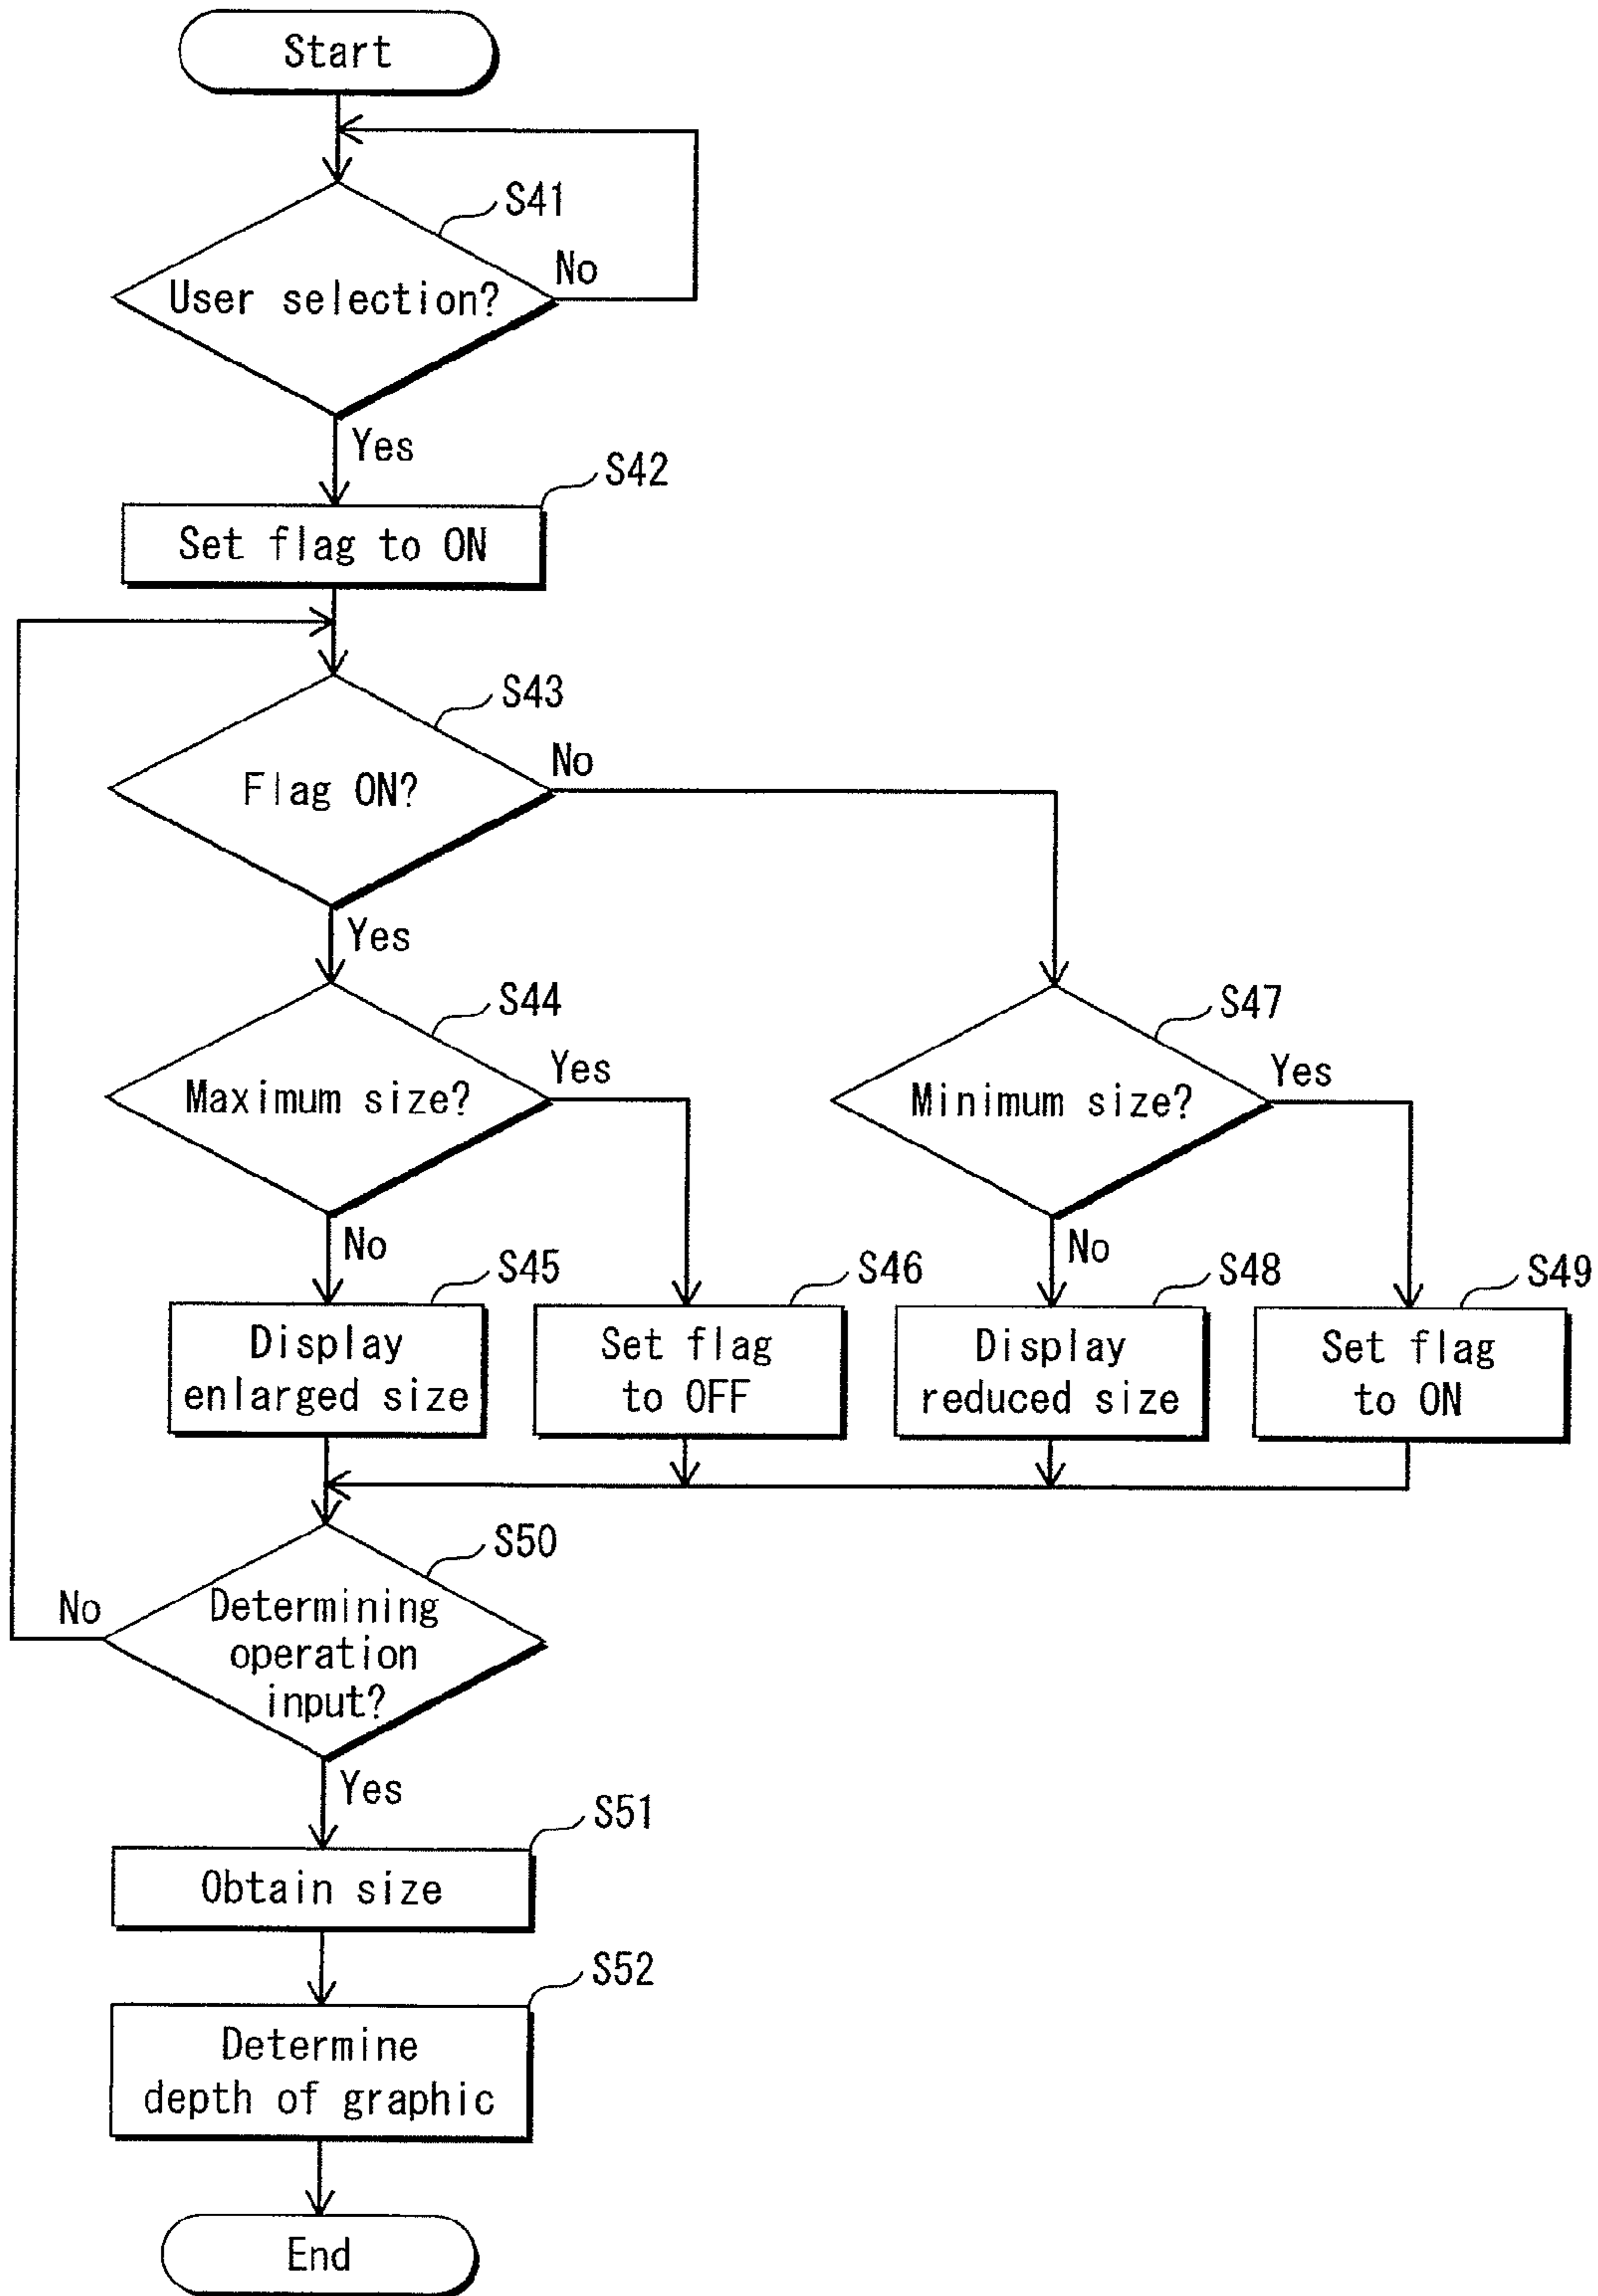 Start
S41
User selection?
No
Yes
S42
Set flag to ON
S43
Flag ON?
No
Yes
S44
Maximum size?
Yes
No
S47
Minimum size?
Yes
No
S45
Display
enlarged size
S46
Set flag
to OFF
S48
Display
reduced size
S49
Set flag
to ON
S50
Determining
operation
input?
No
Yes
S51
Obtain size
S52
Determine
depth of graphic
End